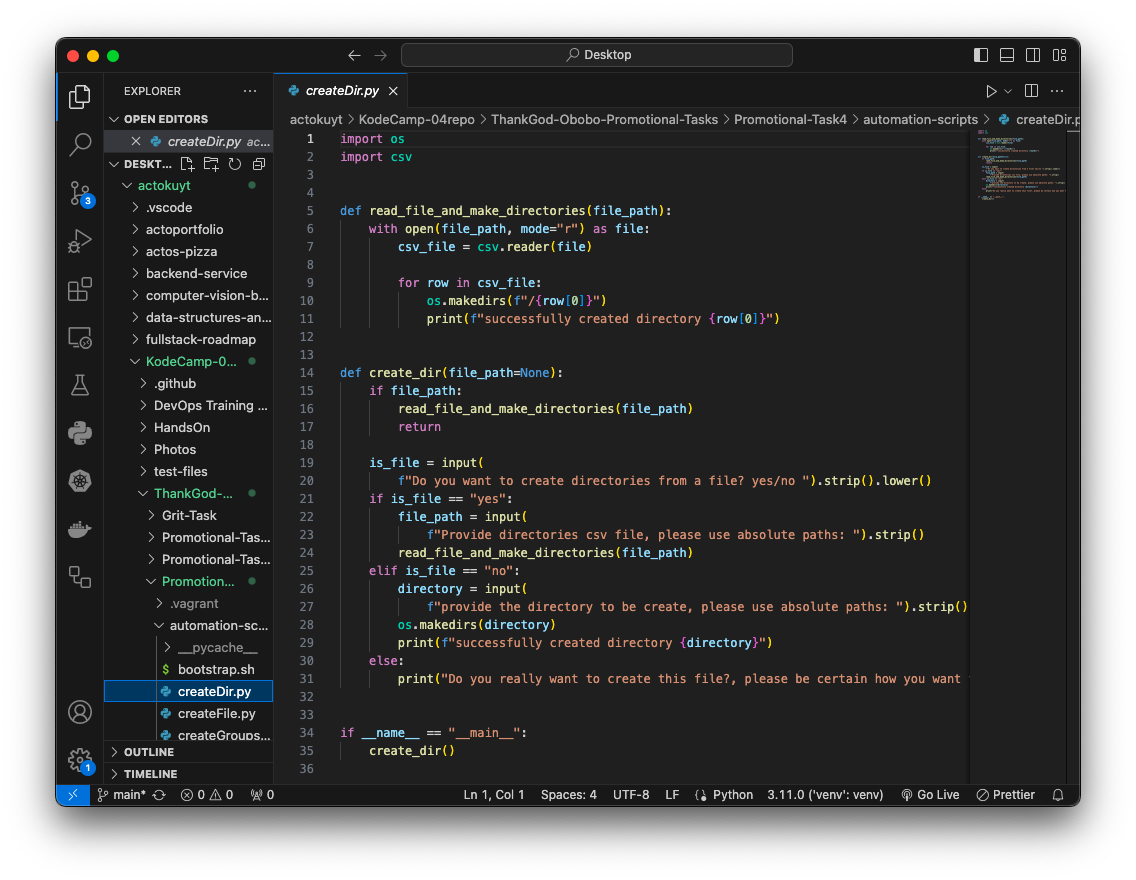 Desktop
EXPLORER
OPEN EDITORS
createDir.py ac...
DESKT...
actokuyt
.vscode
actoportfolio
actos-pizza
backend-service
computer-vision-b...
data-structures-an...
fullstack-roadmap
KodeCamp-0...
.github
DevOps Training ...
HandsOn
Photos
test-files
ThankGod-...
Grit-Task
Promotional-Tas...
Promotional-Tas...
Promotion...
.vagrant
automation-sc...
__pycache__
$ bootstrap.sh
createDir.py
createFile.py
createGroups...
OUTLINE
TIMELINE
3
1
createDir.py
actokuyt > KodeCamp-04repo > ThankGod-Obobo-Promotional-Tasks > Promotional-Task4 > automation-scripts > createDir.p
1 import os
2 import csv
3
4
5 def read_file_and_make_directories(file_path):
6 with open(file_path, mode="r") as file:
7 csv_file = csv.reader(file)
8
9 for row in csv_file:
10 os.makedirs(f"/{row[0]}")
11 print(f"successfully created directory {row[0]}")
12
13
14 def create_dir(file_path=None):
15 if file_path:
16 read_file_and_make_directories(file_path)
17 return
18
19 is_file = input(
20 f"Do you want to create directories from a file? yes/no ").strip().lower()
21 if is_file == "yes":
22 file_path = input(
23 f"Provide directories csv file, please use absolute paths: ").strip()
24 read_file_and_make_directories(file_path)
25 elif is_file == "no":
26 directory = input(
27 f"provide the directory to be create, please use absolute paths: ").strip()
28 os.makedirs(directory)
29 print(f"successfully created directory {directory}")
30 else:
31 print("Do you really want to create this file?, please be certain how you want
32
33
34 if __name__ == "__main__":
35 create_dir()
36
main* 0 0 0 Ln 1, Col 1 Spaces: 4 UTF-8 LF Python 3.11.0 ('venv': venv) Go Live Prettier